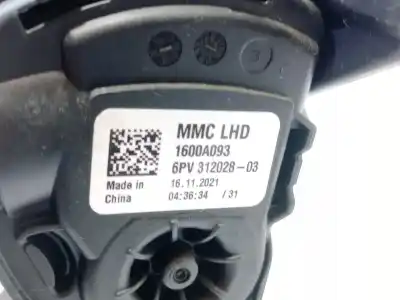 MMC LHD
1600A093
6PV 312028-03
Made in 16.11.2021
China 04:36:34 /31